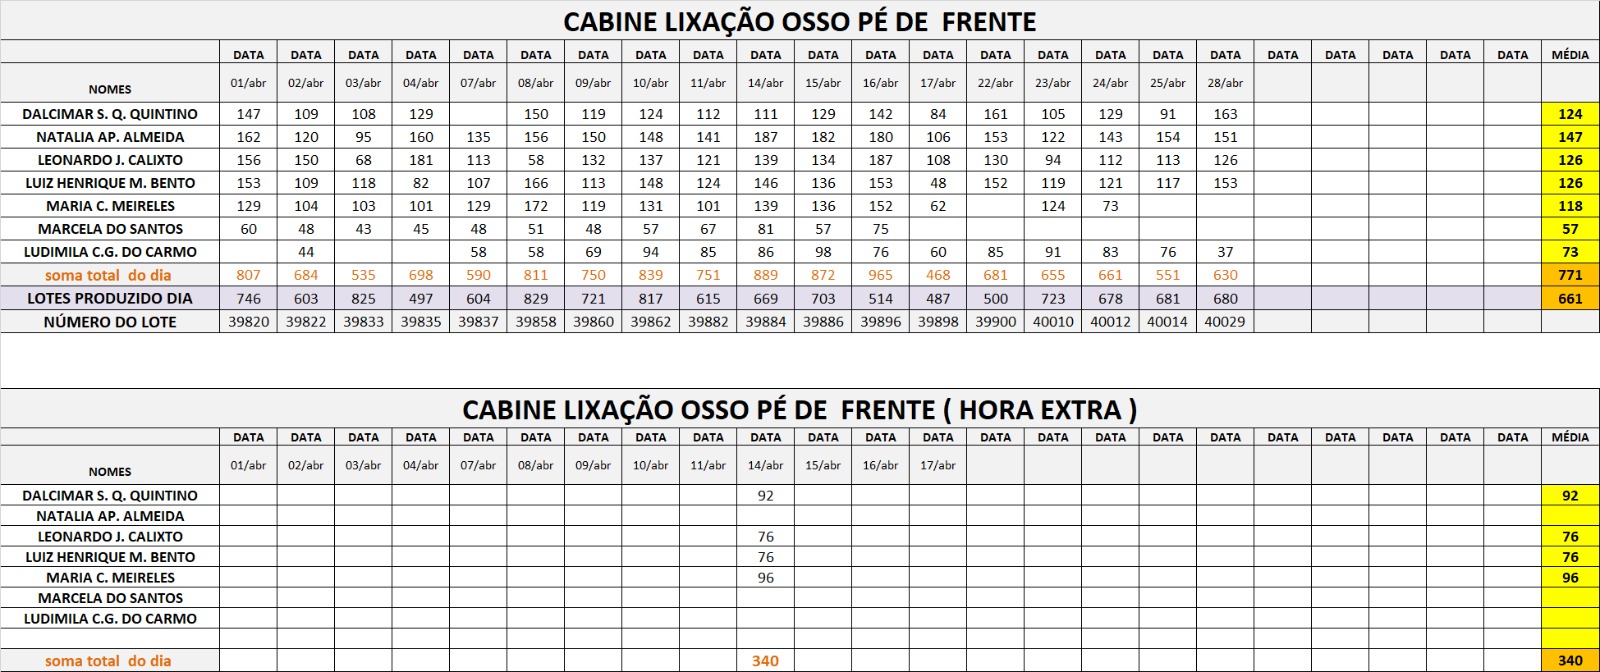 CABINE LIXAÇÃO OSSO PÉ DE FRENTE
DATA DATA DATA DATA DATA DATA DATA DATA DATA DATA DATA DATA DATA DATA DATA DATA DATA DATA DATA DATA DATA DATA DATA MÉDIA
NOMES 01/abr 02/abr 03/abr 04/abr 07/abr 08/abr 09/abr 10/abr 11/abr 14/abr 15/abr 16/abr 17/abr 22/abr 23/abr 24/abr 25/abr 28/abr
DALCIMAR S. Q. QUINTINO 147 109 108 129 150 119 124 112 111 129 142 84 161 105 129 91 163 124
NATALIA AP. ALMEIDA 162 120 95 160 135 156 150 148 141 187 182 180 106 153 122 143 154 151 147
LEONARDO J. CALIXTO 156 150 68 181 113 58 132 137 121 139 134 187 108 130 94 112 113 126 126
LUIZ HENRIQUE M. BENTO 153 109 118 82 107 166 113 148 124 146 136 153 48 152 119 121 117 153 126
MARIA C. MEIRELES 129 104 103 101 129 172 119 131 101 139 136 152 62 124 73 118
MARCELA DO SANTOS 60 48 43 45 48 51 48 57 67 81 57 75 57
LUDIMILA C.G. DO CARMO 44 58 58 69 94 85 86 98 76 60 85 91 83 76 37 73
soma total do dia 807 684 535 698 590 811 750 839 751 889 872 965 468 681 655 661 551 630 771
LOTES PRODUZIDO DIA 746 603 825 497 604 829 721 817 615 669 703 514 487 500 723 678 681 680 661
NÚMERO DO LOTE 39820 39822 39833 39835 39837 39858 39860 39862 39882 39884 39886 39896 39898 39900 40010 40012 40014 40029
CABINE LIXAÇÃO OSSO PÉ DE FRENTE ( HORA EXTRA )
DATA DATA DATA DATA DATA DATA DATA DATA DATA DATA DATA DATA DATA DATA DATA DATA DATA DATA DATA DATA DATA DATA DATA MÉDIA
NOMES 01/abr 02/abr 03/abr 04/abr 07/abr 08/abr 09/abr 10/abr 11/abr 14/abr 15/abr 16/abr 17/abr
DALCIMAR S. Q. QUINTINO 92 92
NATALIA AP. ALMEIDA
LEONARDO J. CALIXTO 76 76
LUIZ HENRIQUE M. BENTO 76 76
MARIA C. MEIRELES 96 96
MARCELA DO SANTOS
LUDIMILA C.G. DO CARMO
soma total do dia 340 340